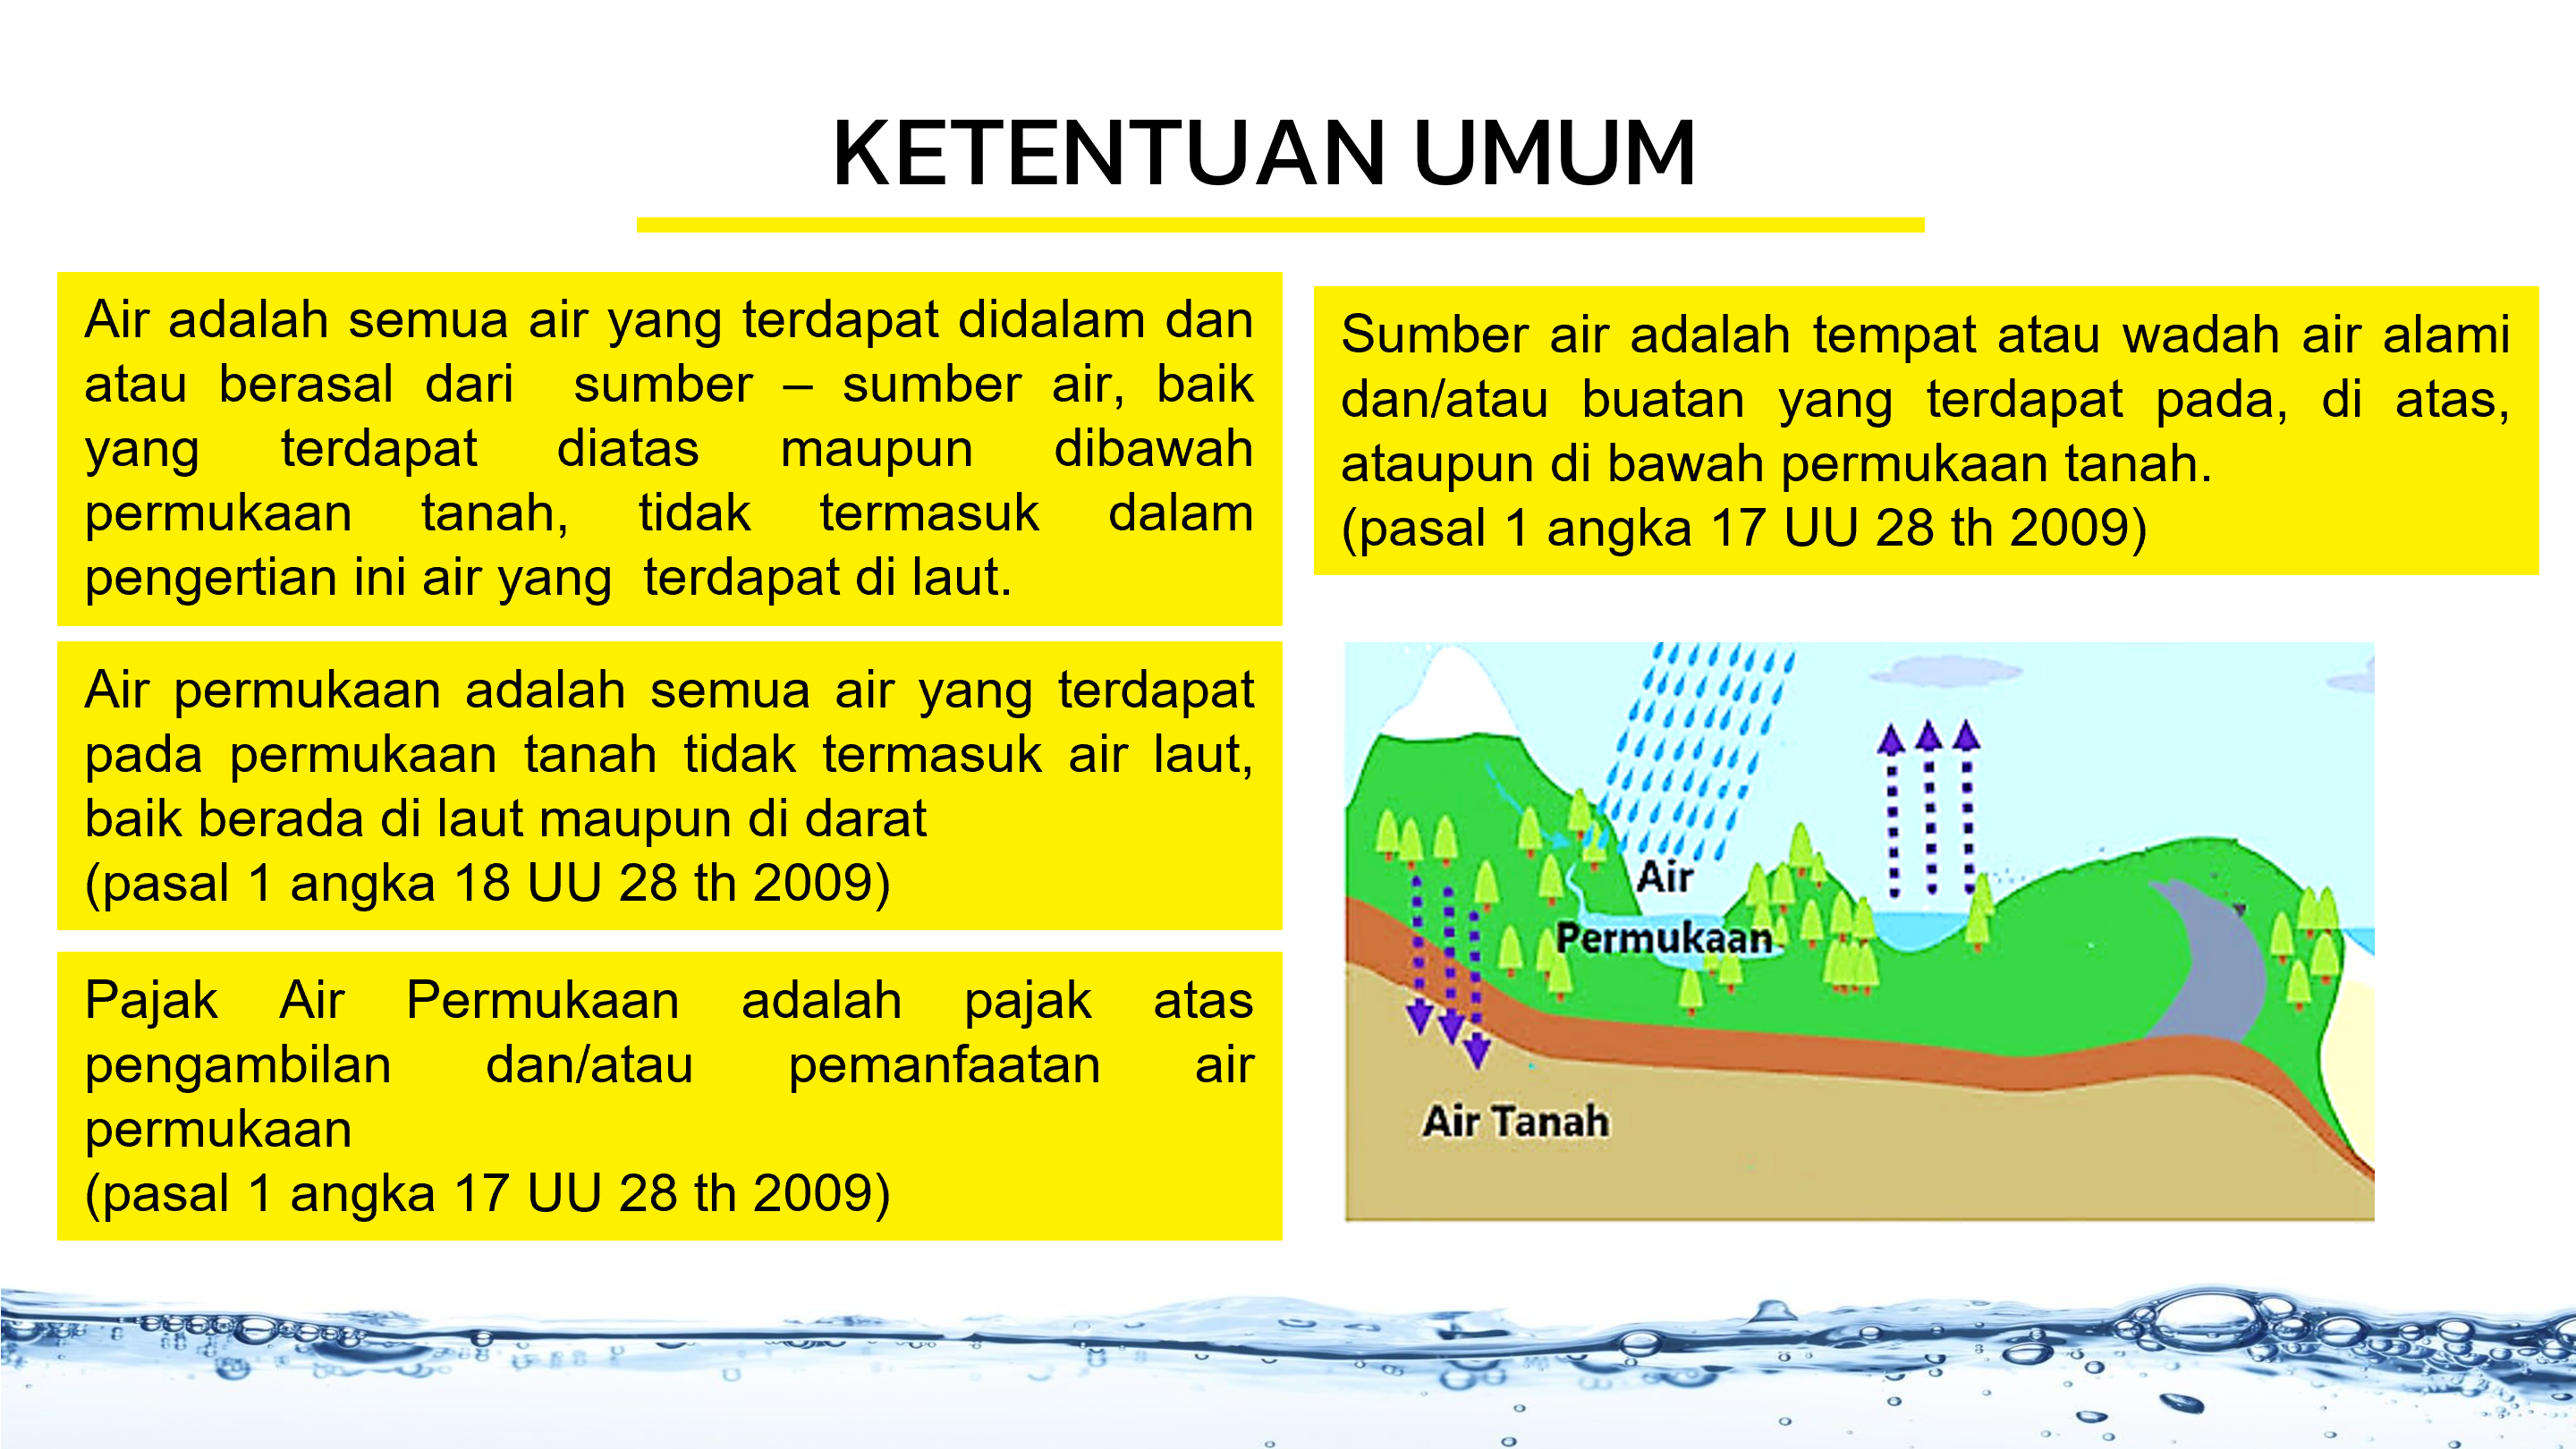 KETENTUAN UMUM
Air adalah semua air yang terdapat didalam dan
atau berasal dari sumber – sumber air, baik
yang terdapat diatas maupun dibawah
permukaan tanah, tidak termasuk dalam
pengertian ini air yang terdapat di laut.
Air permukaan adalah semua air yang terdapat
pada permukaan tanah tidak termasuk air laut,
baik berada di laut maupun di darat
(pasal 1 angka 18 UU 28 th 2009)
Pajak Air Permukaan adalah pajak atas
pengambilan dan/atau pemanfaatan air
permukaan
(pasal 1 angka 17 UU 28 th 2009)
Sumber air adalah tempat atau wadah air alami
dan/atau buatan yang terdapat pada, di atas,
ataupun di bawah permukaan tanah.
(pasal 1 angka 17 UU 28 th 2009)
Air
Permukaan
Air Tanah